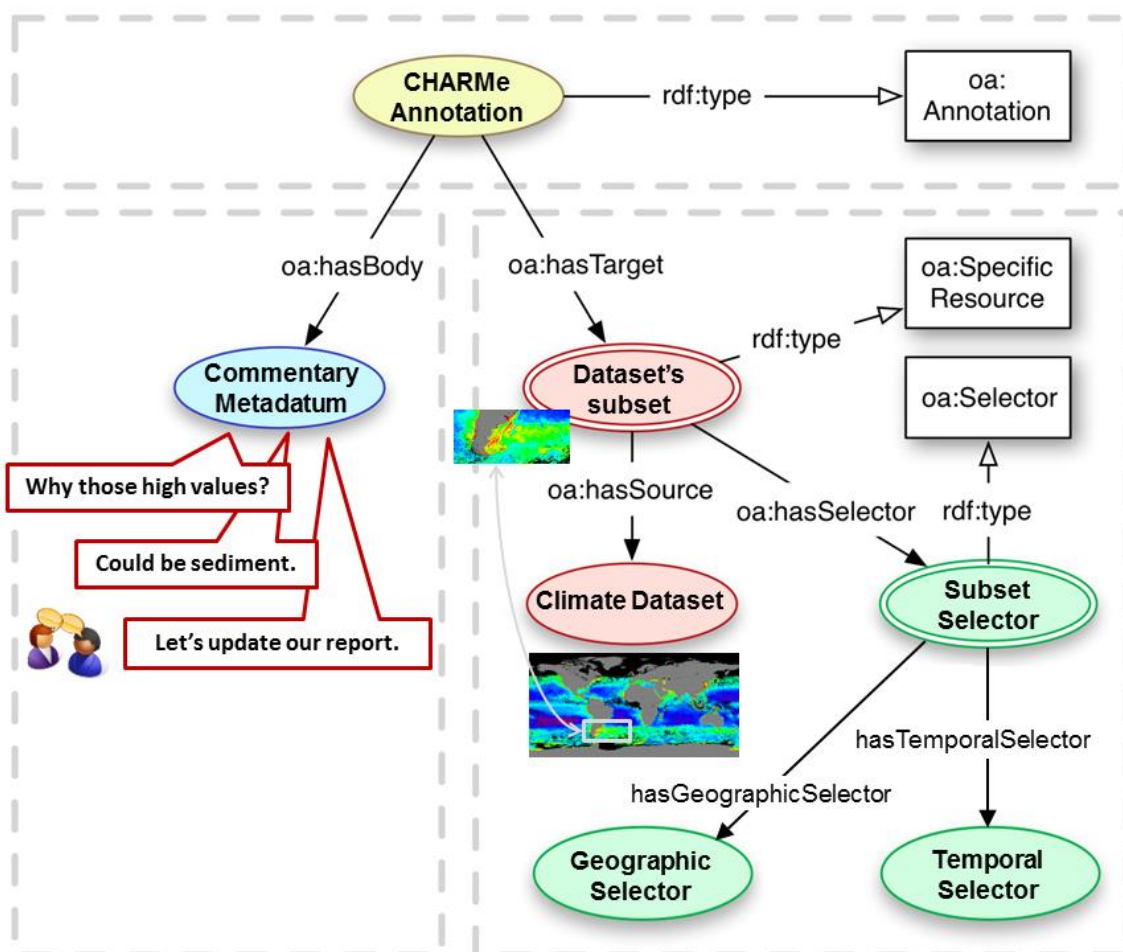 CHARMe
Annotation
rdf:type
oa:
Annotation
oa:hasBody
oa:hasTarget
oa:Specific
Resource
rdf:type
Commentary
Metadatum
Dataset's
subset
oa:Selector
Why those high values?
Could be sediment.
Let's update our report.
oa:hasSource
oa:hasSelector
rdf:type
Climate Dataset
Subset
Selector
hasTemporalSelector
hasGeographicSelector
Geographic
Selector
Temporal
Selector